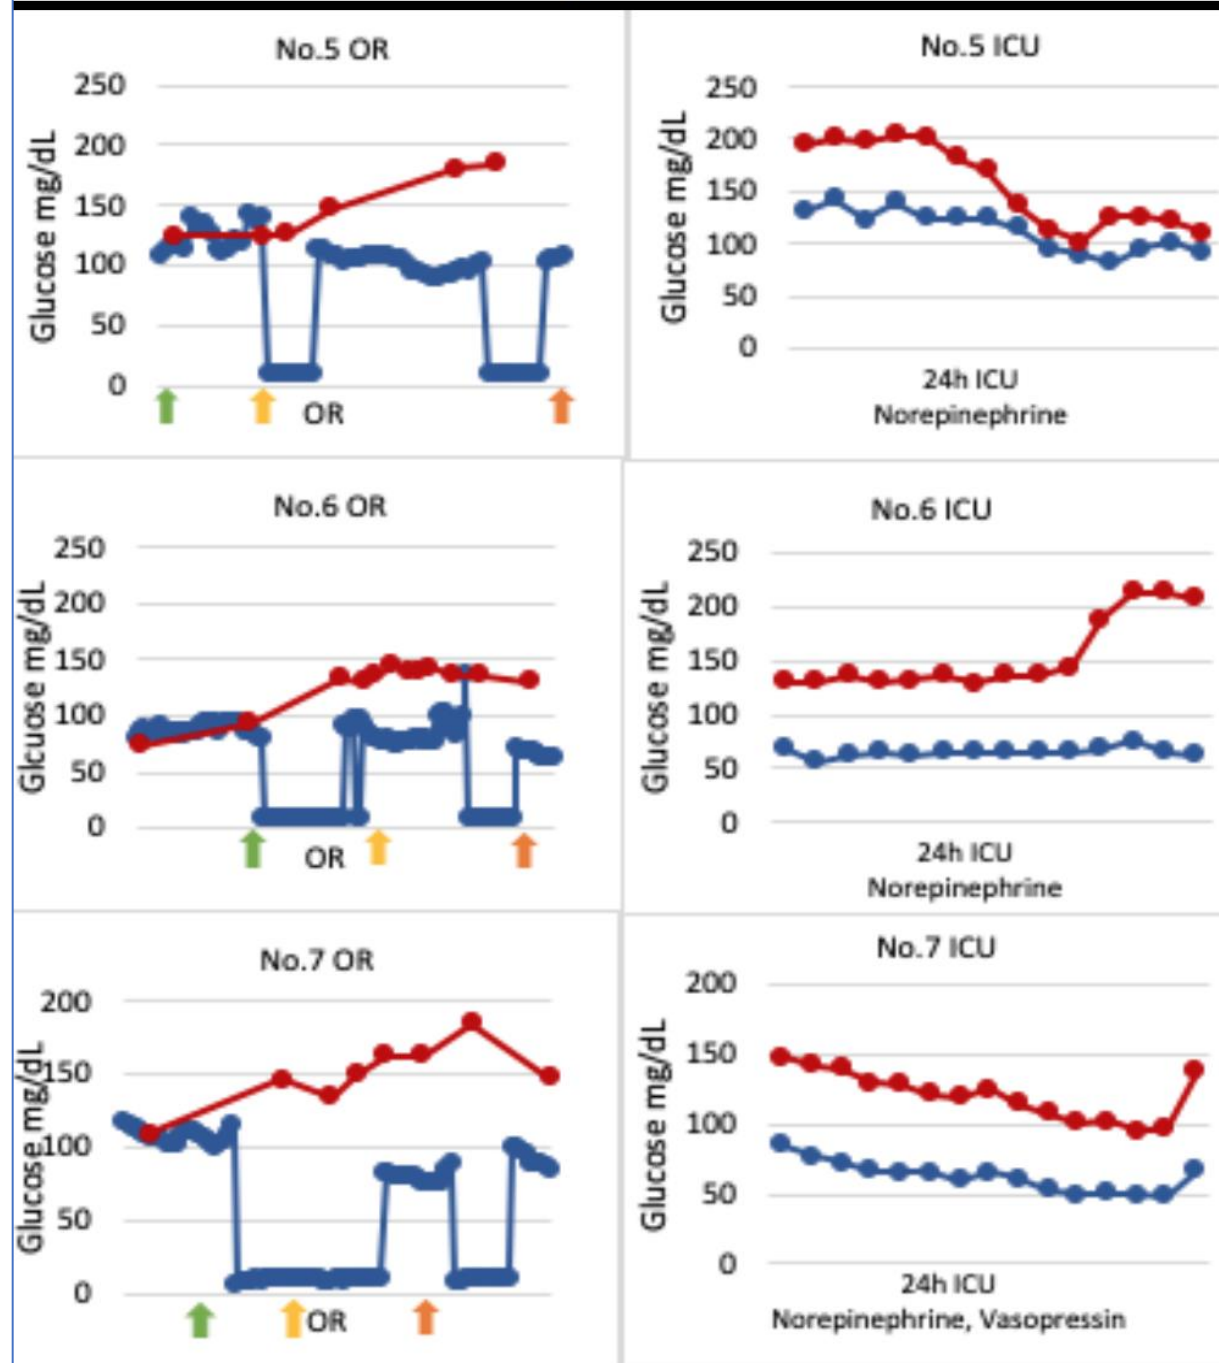 No.5 OR
250
200
150
100
50
0
Glucose mg/dL
OR
No.5 ICU
250
200
150
100
50
0
Glucose mg/dL
24h ICU
Norepinephrine
No.6 OR
250
200
150
100
50
0
Glcuose mg/dL
OR
No.6 ICU
250
200
150
100
50
0
Glucose mg/dL
24h ICU
Norepinephrine
No.7 OR
200
150
100
50
0
Glucose mg/dL
OR
No.7 ICU
200
150
100
50
0
Glucose mg/dL
24h ICU
Norepinephrine, Vasopressin